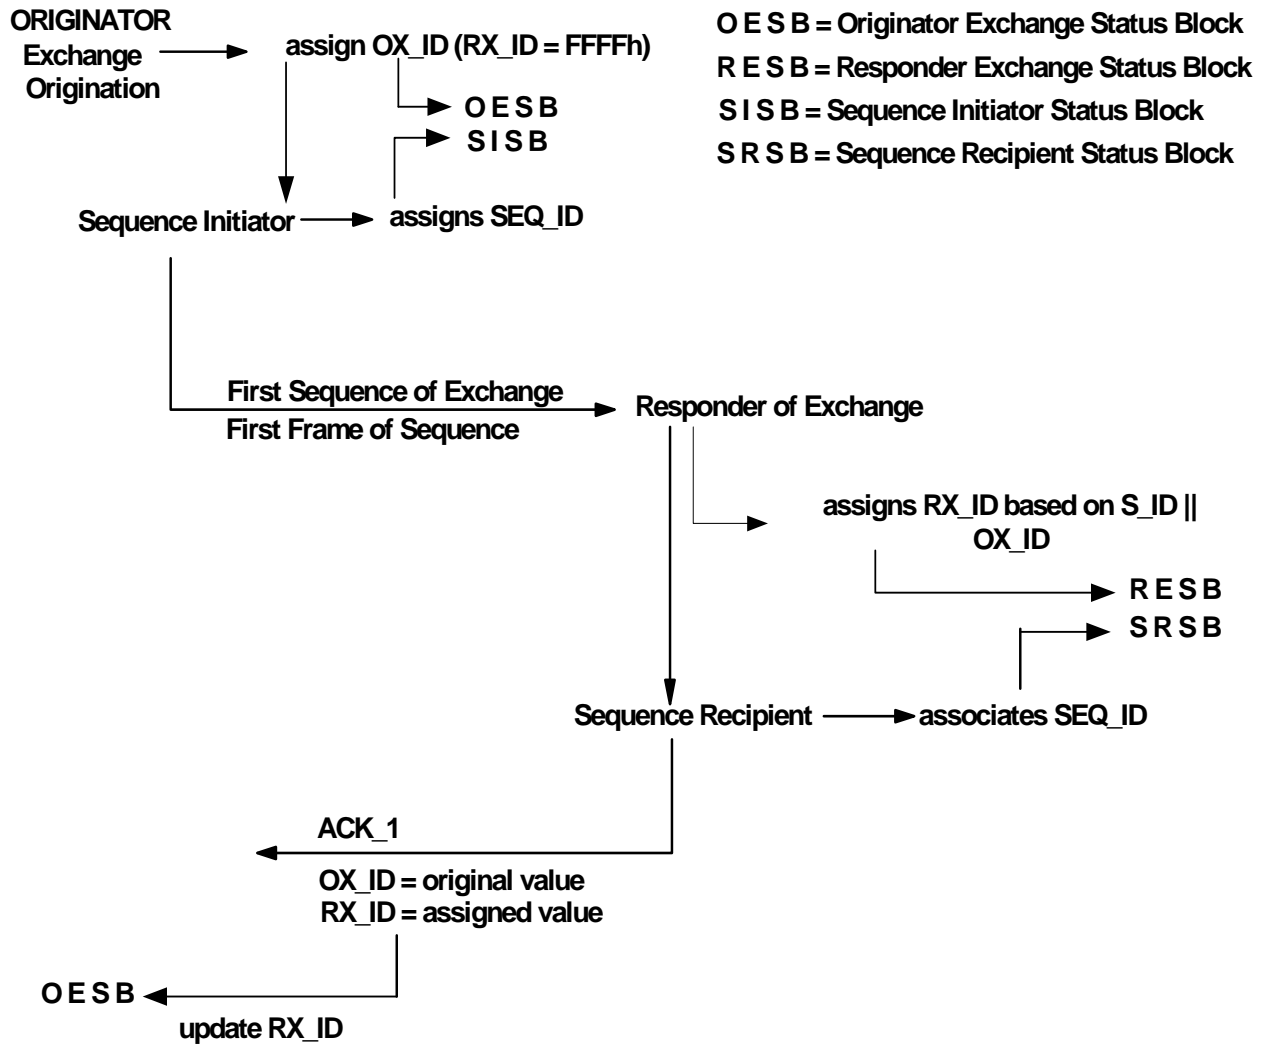 ORIGINATOR
Exchange
Origination
assign OX_ID (RX_ID = FFFFh)
O E S B
S I S B
Sequence Initiator
assigns SEQ_ID
O E S B = Originator Exchange Status Block
R E S B = Responder Exchange Status Block
S I S B = Sequence Initiator Status Block
S R S B = Sequence Recipient Status Block
First Sequence of Exchange
First Frame of Sequence
Responder of Exchange
assigns RX_ID based on S_ID ||
OX_ID
R E S B
S R S B
Sequence Recipient
associates SEQ_ID
ACK_1
OX_ID = original value
RX_ID = assigned value
O E S B
update RX_ID